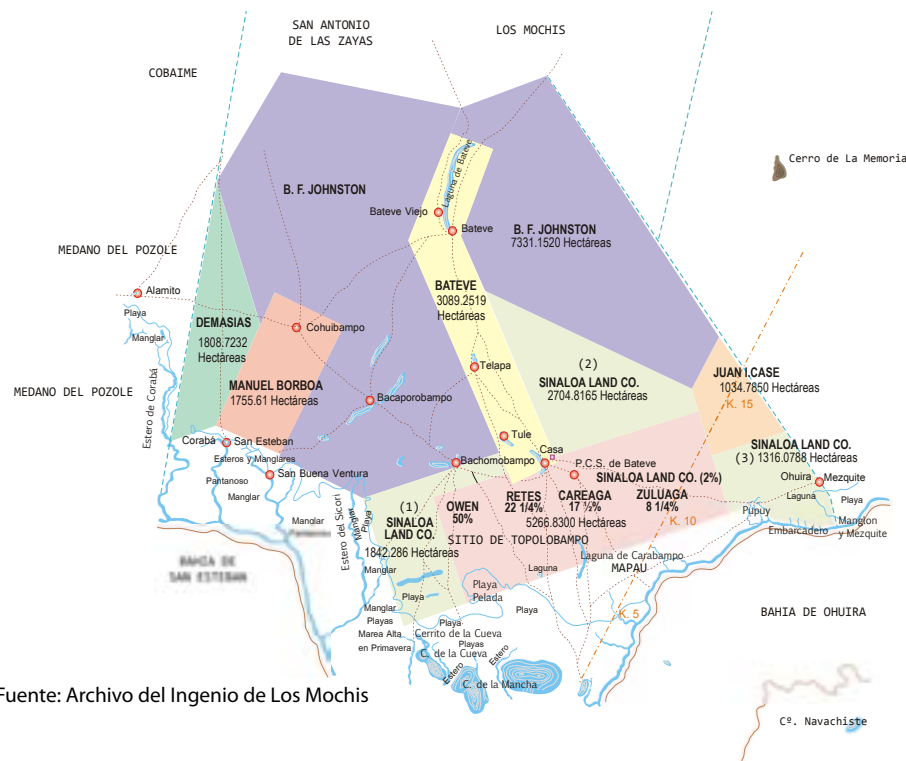 SAN ANTONIO
DE LAS ZAYAS
LOS MOCHIS
COBAIME
Cerro de La Memoria
Laguna de Bateve
B. F. JOHNSTON
Bateve Viejo
Bateve
B. F. JOHNSTON
7331.1520 Hectáreas
MEDANO DEL POZOLE
BATEVE
3089.2519
Hectáreas
Alamito
Playa
Manglar
DEMASIAS
1808.7232
Hectáreas
Cohuibampo
Telapa
(2)
SINALOA LAND CO.
2704.8165 Hectáreas
JUAN I.CASE
1034.7850 Hectáreas
K. 15
MEDANO DEL POZOLE
MANUEL BORBOA
1755.61 Hectáreas
Bacaporobampo
Estero de Corabá
Corabá
San Esteban
Tule
Casa
SINALOA LAND CO.
(3) 1316.0788 Hectáreas
Esteros y Manglares
Bachomobampo
P.C.S. de Bateve
Pantanoso
San Buena Ventura
SINALOA LAND CO. (2%)
Ohuira
Mezquite
Manglar
Laguna
Playa
(1)
SINALOA
LAND CO.
1842.286 Hectáreas
OWEN
50%
RETES
22 1/4%
CAREAGA
17 ½%
ZULUAGA
8 1/4%
5266.8300 Hectáreas
K. 10
Pupuy
Embarcadero
Manglon
y Mezquite
Manglar
Pantanoso
Estero del Sicori
Manglar
Playa
SITIO DE TOPOLOBAMPO
Laguna de Carabampo
MAPAU
BAHIA DE
SAN ESTEBAN
Manglar
Laguna
Playa
Pelada
Playa
Manglar
Playas
Marea Alta
en Primavera
Playa
Playa
K. 5
BAHIA DE OHUIRA
Cerrito de la Cueva
Playas
C. de la Cueva
Estero
Estero
C. de la Mancha
Fuente: Archivo del Ingenio de Los Mochis
Cº. Navachiste